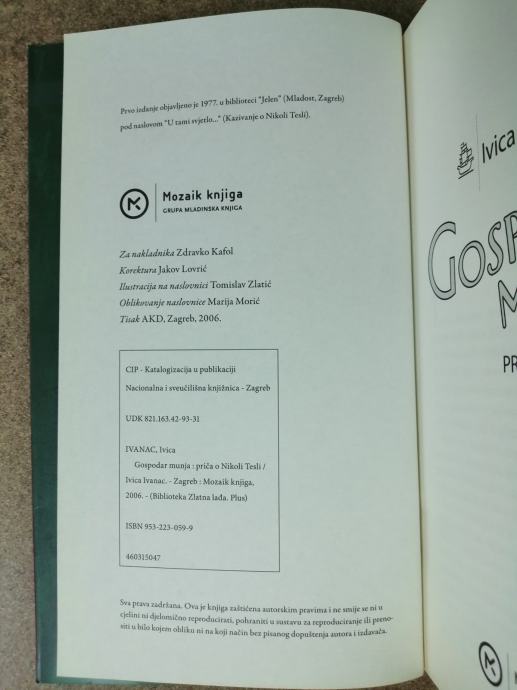 Prvo izdanje objavljeno je 1977. u biblioteci "Jelen" (Mladost, Zagreb)
pod naslovom "U tami svjetlo..." (Kazivanje o Nikoli Tesli).
Mozaik knjiga
GRUPA MLADINSKA KNJIGA
Za nakladnika Zdravko Kafol
Korektura Jakov Lovrić
Ilustracija na naslovnici Tomislav Zlatić
Oblikovanje naslovnice Marija Morić
Tisak AKD, Zagreb, 2006.
CIP - Katalogizacija u publikaciji
Nacionalna i sveučilišna knjižnica - Zagreb
UDK 821.163.42-93-31
IVANAC, Ivica
Gospodar munja : priča o Nikoli Tesli /
Ivica Ivanac. - Zagreb : Mozaik knjiga,
2006. - (Biblioteka Zlatna lađa. Plus)
ISBN 953-223-059-9
460315047
Sva prava zadržana. Ova je knjiga zaštićena autorskim pravima i ne smije se ni u
cjelini ni djelomično reproducirati, pohraniti u sustavu za reproduciranje ili preno-
siti u bilo kojem obliku ni na koji način bez pisanog dopuštenja autora i izdavača.
Ivica